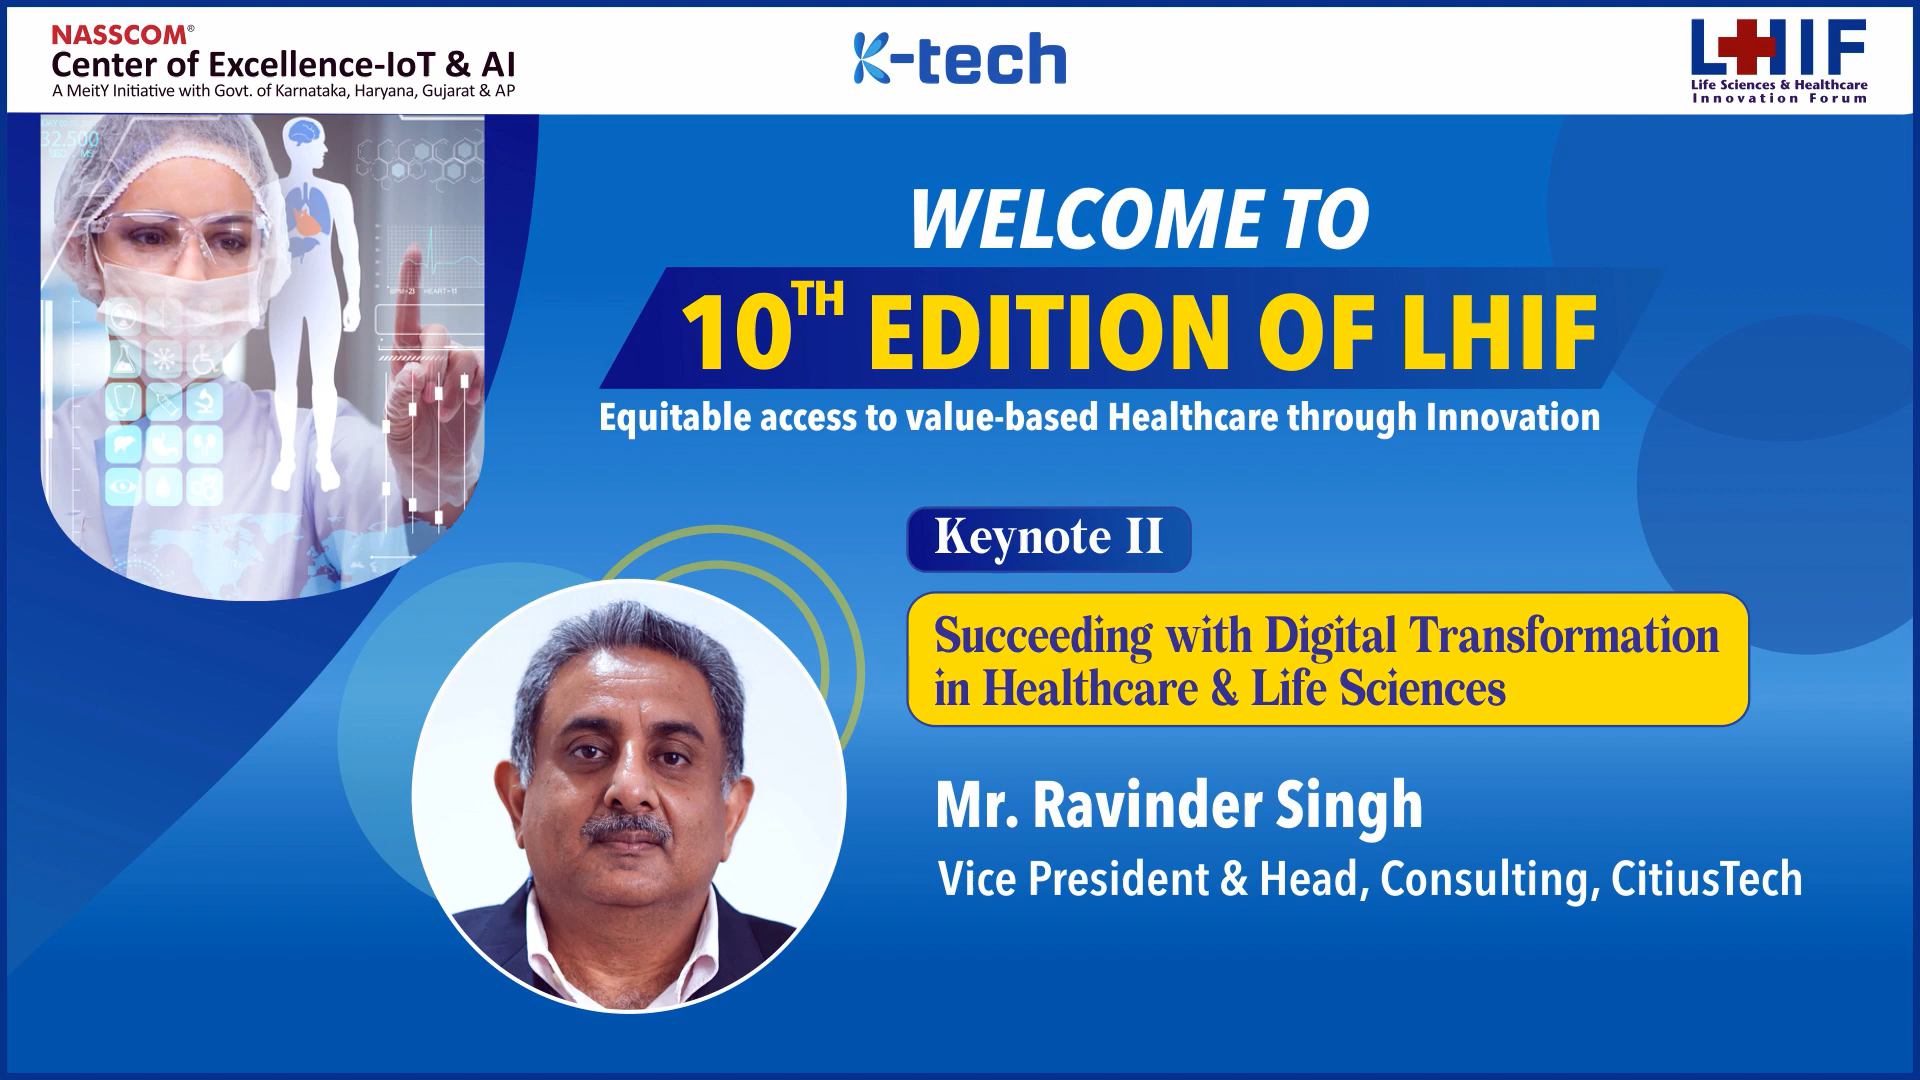 NASSCOM®
Center of Excellence-IoT & AI
A MeitY Initiative with Govt. of Karnataka, Haryana, Gujarat & AP
K-tech
LHIF
Life Sciences & Healthcare
Innovation Forum
32.500
WELCOME TO
10TH EDITION OF LHIF
Equitable access to value-based Healthcare through Innovation
Keynote II
Succeeding with Digital Transformation
in Healthcare & Life Sciences
Mr. Ravinder Singh
Vice President & Head, Consulting, CitiusTech